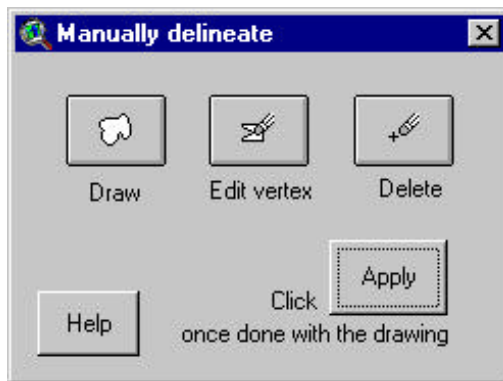 Manually delineate
Draw
Edit vertex
Delete
Click
Apply
once done with the drawing
Help